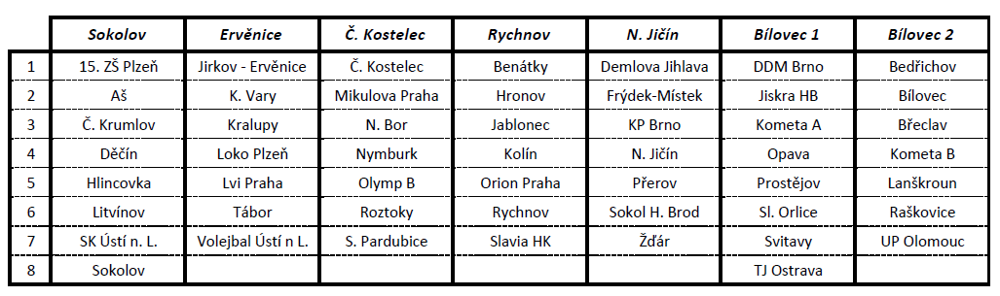 Sokolov Ervěnice Č. Kostelec Rychnov N. Jičín Bílovec 1 Bílovec 2
1 15. ZŠ Plzeň Jirkov - Ervěnice Č. Kostelec Benátky Demlova Jihlava DDM Brno Bedřichov
2 Aš K. Vary Mikulova Praha Hronov Frýdek-Místek Jiskra HB Bílovec
3 Č. Krumlov Kralupy N. Bor Jablonec KP Brno Kometa A Břeclav
4 Děčín Loko Plzeň Nymburk Kolín N. Jičín Opava Kometa B
5 Hlincovka Lvi Praha Olymp B Orion Praha Přerov Prostějov Lanškroun
6 Litvínov Tábor Roztoky Rychnov Sokol H. Brod Sl. Orlice Raškovice
7 SK Ústí n. L. Volejbal Ústí n L. S. Pardubice Slavia HK Žďár Svitavy UP Olomouc
8 Sokolov TJ Ostrava